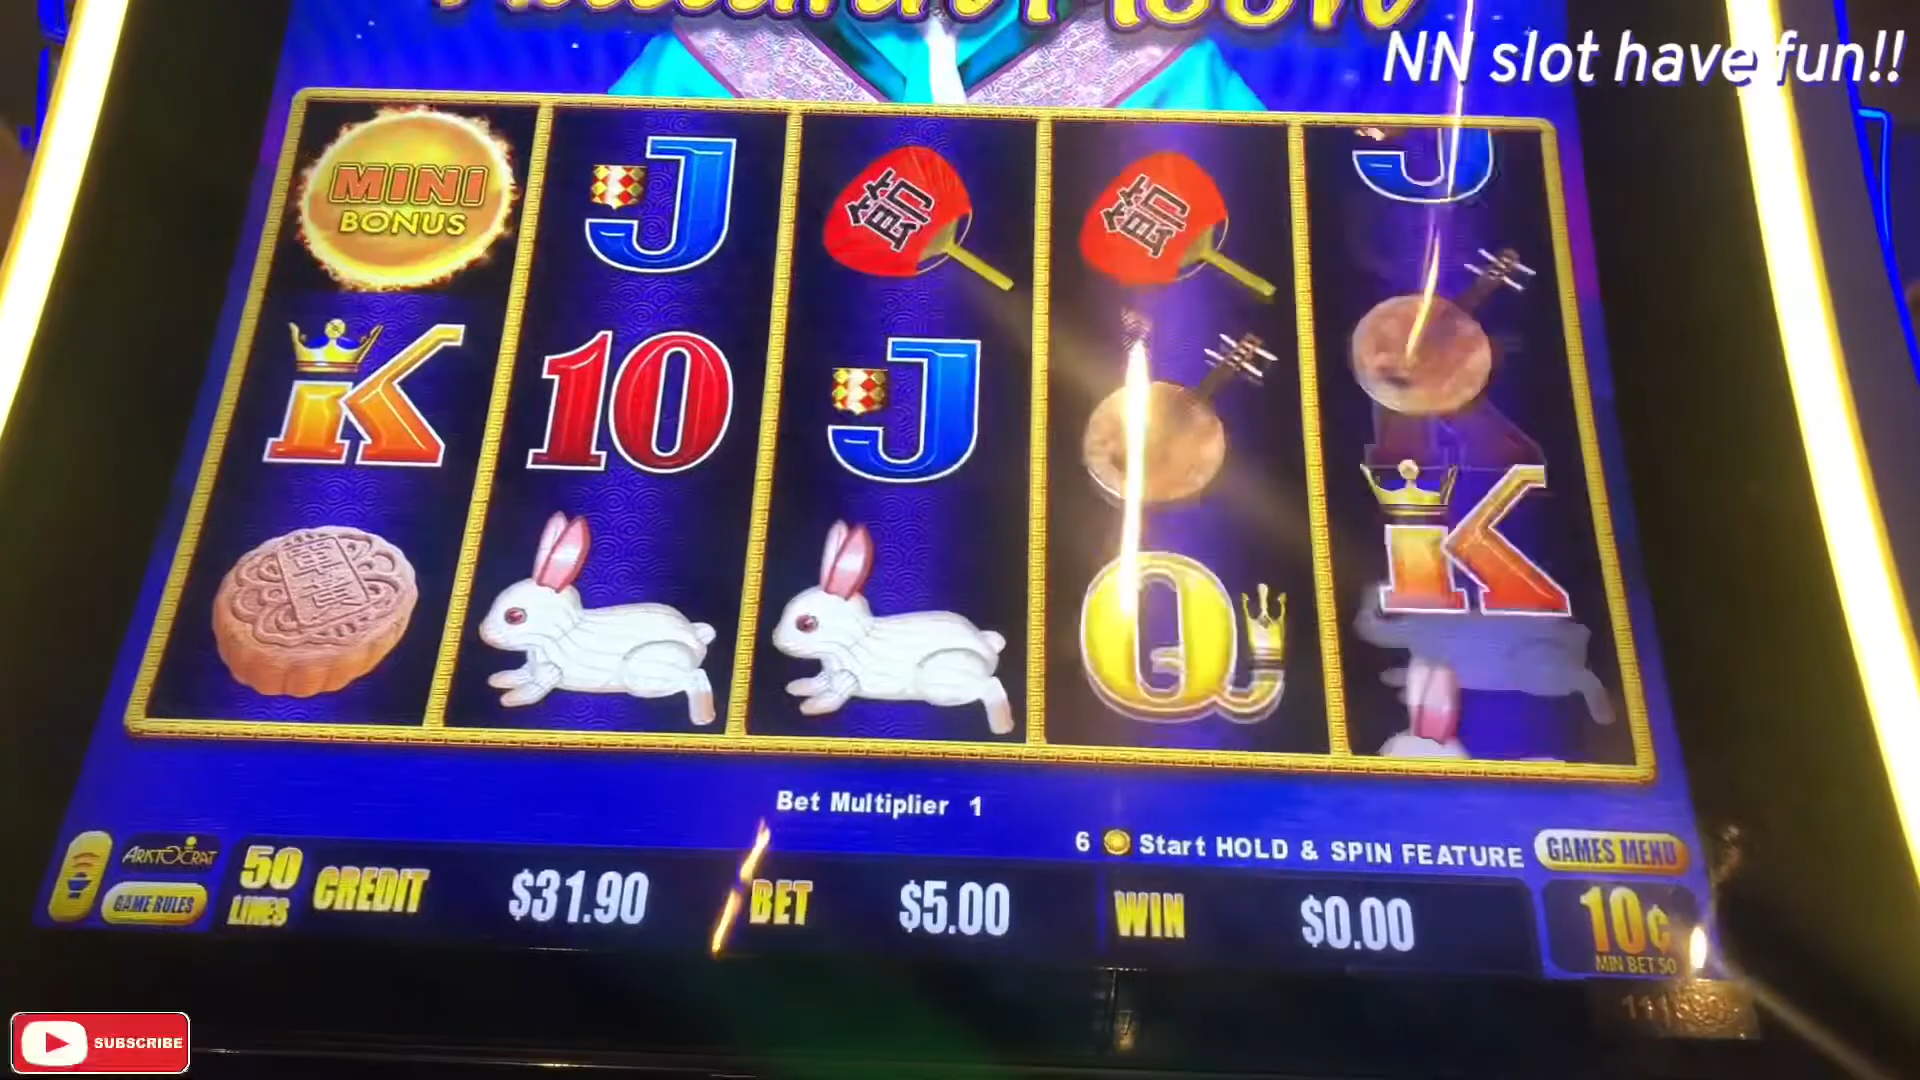 NN slot have fun!!
MINI
BONUS
J
J
K
10
J
K
Q
Bet Multiplier 1
6 Start HOLD & SPIN FEATURE
GAMES MENU
ARISTOCRAT
GAME RULES
50
LINES
CREDIT
$31.90
BET
$5.00
WIN
$0.00
10¢
MIN BET 50
SUBSCRIBE